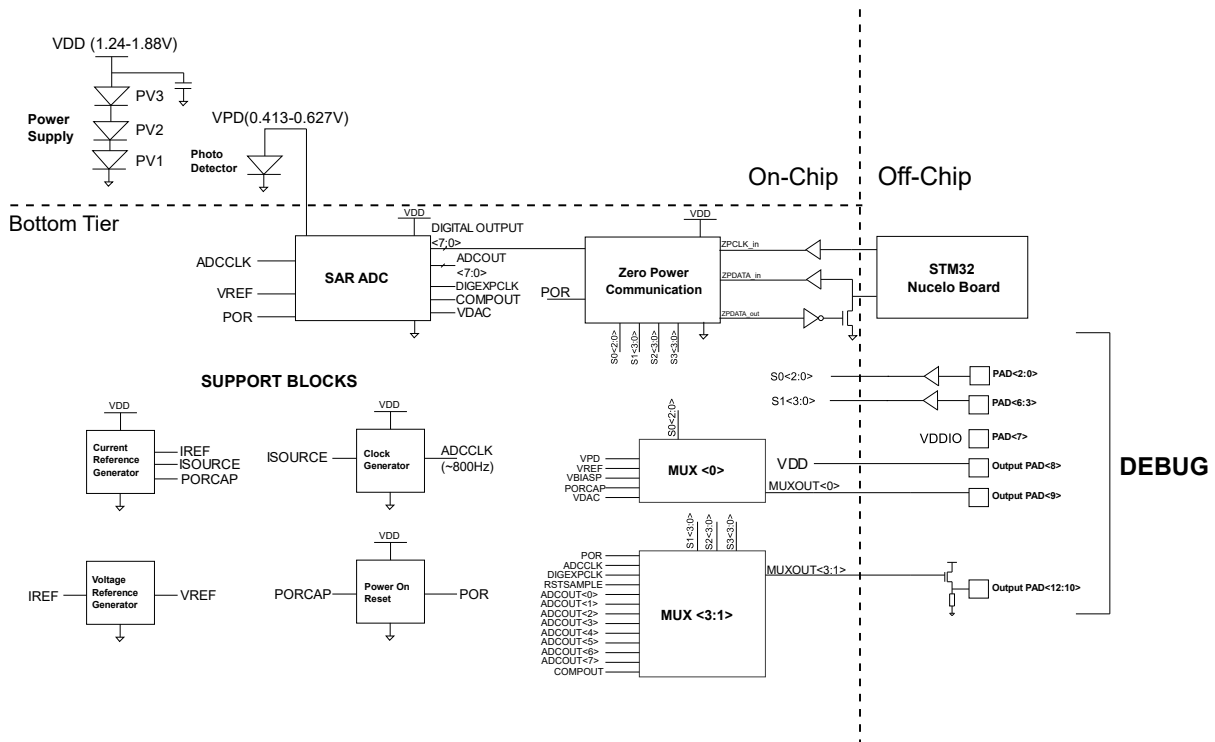 VDD (1.24-1.88V)
PV3
Power
Supply
PV2
PV1
VPD(0.413-0.627V)
Photo
Detector
On-Chip
Off-Chip
Bottom Tier
VDD
DIGITAL OUTPUT
<7:0>
ADCCLK
VREF
POR
SAR ADC
ADCOUT
<7:0>
DIGEXPCLK
COMPOUT
VDAC
VDD
POR
Zero Power
Communication
ZPCLK_in
ZPDATA_in
ZPDATA_out
S0<2:0>
S1<3:0>
S2<3:0>
S3<3:0>
STM32
Nucelo Board
SUPPORT BLOCKS
VDD
Current
Reference
Generator
IREF
ISOURCE
PORCAP
VDD
ISOURCE
Clock
Generator
ADCCLK
(~800Hz)
IREF
Voltage
Reference
Generator
VREF
VDD
PORCAP
Power On
Reset
POR
S0<2:0>
VPD
VREF
VBIASP
PORCAP
VDAC
MUX <0>
MUXOUT<0>
S1<3:0>
S2<3:0>
S3<3:0>
POR
ADCCLK
DIGEXPCLK
RSTSAMPLE
ADCOUT<0>
ADCOUT<1>
ADCOUT<2>
ADCOUT<3>
ADCOUT<4>
ADCOUT<5>
ADCOUT<6>
ADCOUT<7>
COMPOUT
MUX <3:1>
MUXOUT<3:1>
S0<2:0>
PAD<2:0>
S1<3:0>
PAD<6:3>
VDDIO
PAD<7>
VDD
Output PAD<8>
Output PAD<9>
Output PAD<12:10>
DEBUG